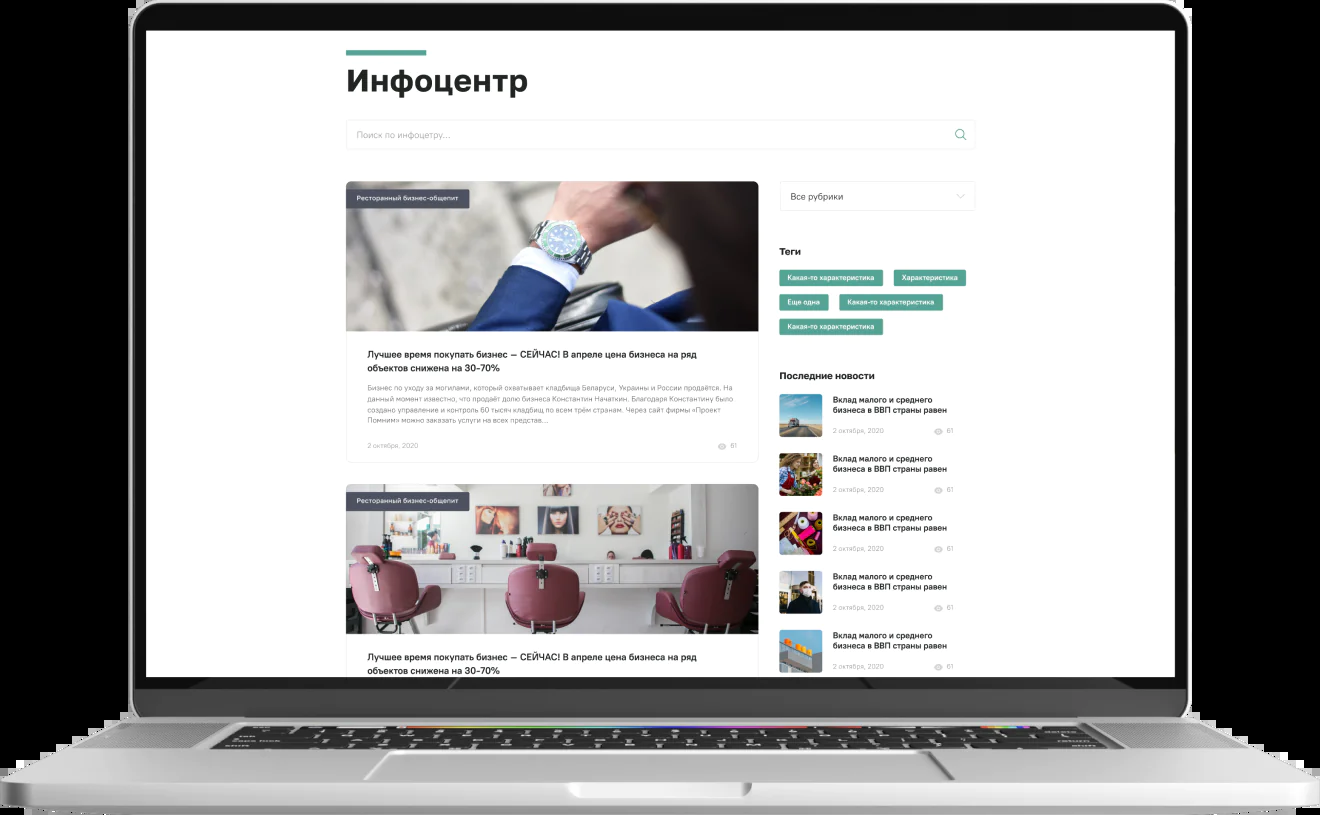 Инфоцентр
Поиск по инфоцетру...
Ресторанный бизнес-общепит
Лучшее время покупать бизнес — СЕЙЧАС! В апреле цена бизнеса на ряд
объектов снижена на 30-70%
Бизнес по уходу за могилами, который охватывает кладбища Беларуси, Украины и России продаётся. На
данный момент известно, что продаёт долю бизнеса Константин Начаткин. Благодаря Константину было
создано управление и контроль 60 тысяч кладбищ по всем трём странам. Через сайт фирмы «Проект
Помним» можно заказать услуги на всех представ...
2 октября, 2020 61
Ресторанный бизнес-общепит
Лучшее время покупать бизнес — СЕЙЧАС! В апреле цена бизнеса на ряд
объектов снижена на 30-70%
Все рубрики
Теги
Какая-то характеристика Характеристика
Еще одна Какая-то характеристика
Какая-то характеристика
Последние новости
Вклад малого и среднего
бизнеса в ВВП страны равен
2 октября, 2020 61
Вклад малого и среднего
бизнеса в ВВП страны равен
2 октября, 2020 61
Вклад малого и среднего
бизнеса в ВВП страны равен
2 октября, 2020 61
Вклад малого и среднего
бизнеса в ВВП страны равен
2 октября, 2020 61
Вклад малого и среднего
бизнеса в ВВП страны равен
2 октября, 2020 61